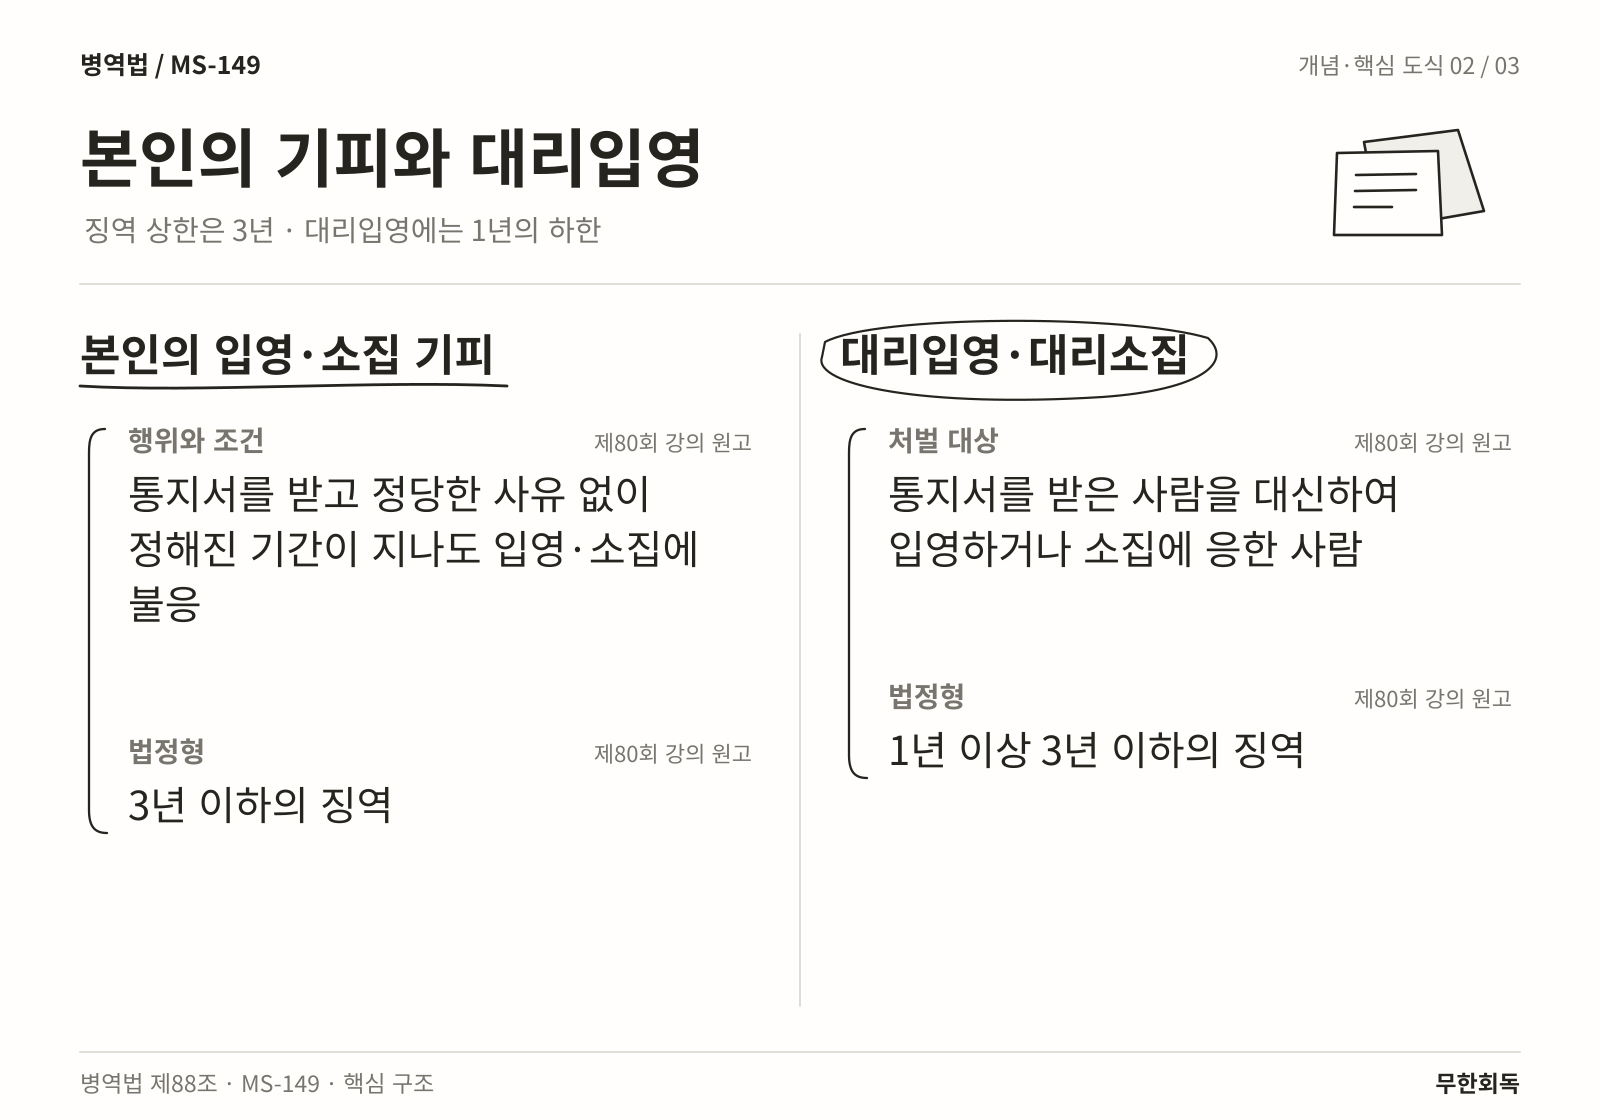 병역법 / MS-149
개념·핵심 도식 02 / 03
본인의 기피와 대리입영
징역 상한은 3년 · 대리입영에는 1년의 하한
본인의 입영·소집 기피
행위와 조건
제80회 강의 원고
통지서를 받고 정당한 사유 없이
정해진 기간이 지나도 입영·소집에
불응
법정형
제80회 강의 원고
3년 이하의 징역
대리입영·대리소집
처벌 대상
제80회 강의 원고
통지서를 받은 사람을 대신하여
입영하거나 소집에 응한 사람
법정형
제80회 강의 원고
1년 이상 3년 이하의 징역
병역법 제88조 · MS-149 · 핵심 구조
무한회독